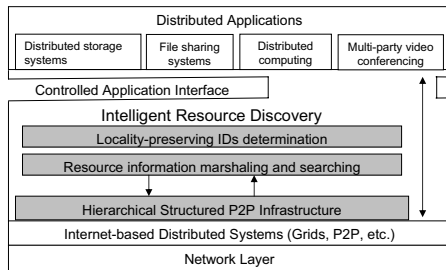 Distributed Applications
Distributed storage systems
File sharing systems
Distributed computing
Multi-party video conferencing
Controlled Application Interface
Intelligent Resource Discovery
Locality-preserving IDs determination
Resource information marshaling and searching
Hierarchical Structured P2P Infrastructure
Internet-based Distributed Systems (Grids, P2P, etc.)
Network Layer